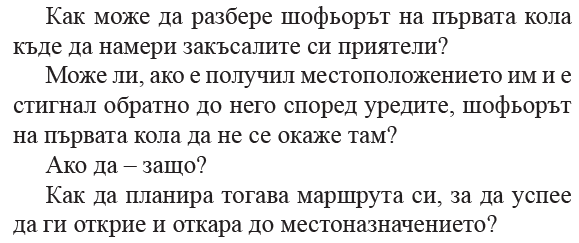 Как може да разбере шофьорът на първата кола
къде да намери закъсалите си приятели?
Може ли, ако е получил местоположението им и е
стигнал обратно до него според уредите, шофьорът
на първата кола да не се окаже там?
Ако да – защо?
Как да планира тогава маршрута си, за да успее
да ги открие и откара до местоназначението?